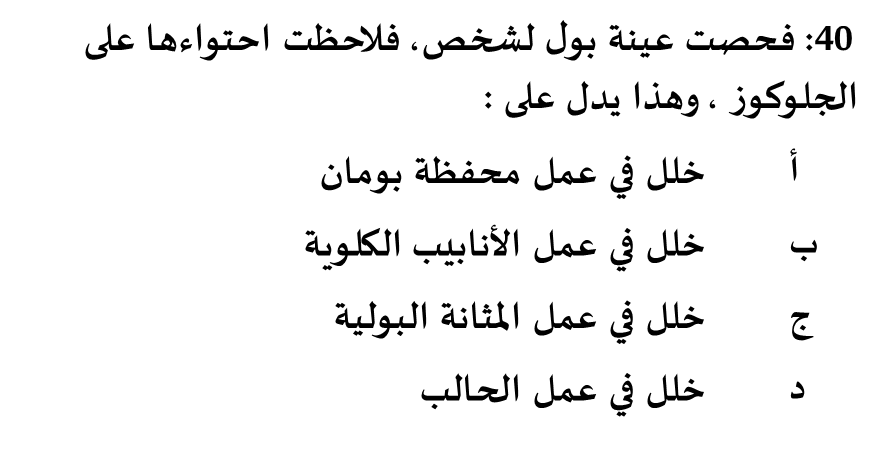 40: فحصت عينة بول لشخص، فلاحظت احتواءها على
الجلوكوز ، وهذا يدل على :
أ خلل في عمل محفظة بومان
ب خلل في عمل الأنابيب الكلوية
ج خلل في عمل المثانة البولية
د خلل في عمل الحالب